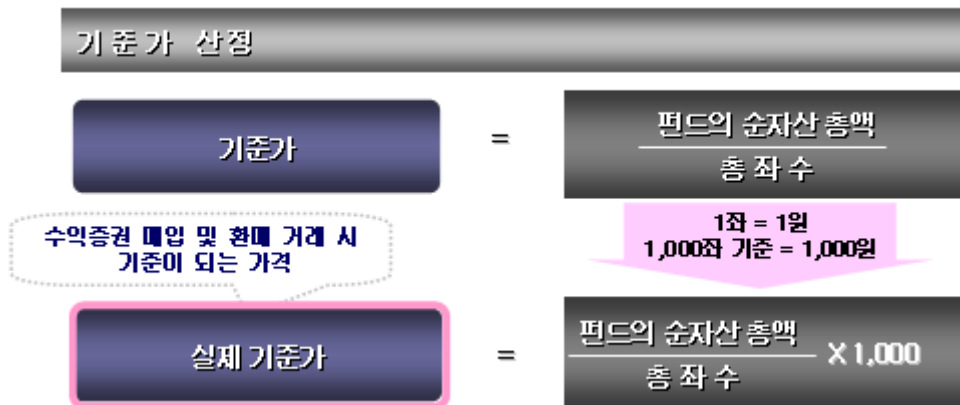 기준가 산정
기준가
=
펀드의 순자산 총액
총 좌 수
수익증권 매입 및 환매 거래 시
기준이 되는 가격
1좌 = 1원
1,000좌 기준 = 1,000원
실제 기준가
=
펀드의 순자산 총액
총 좌 수
X 1,000